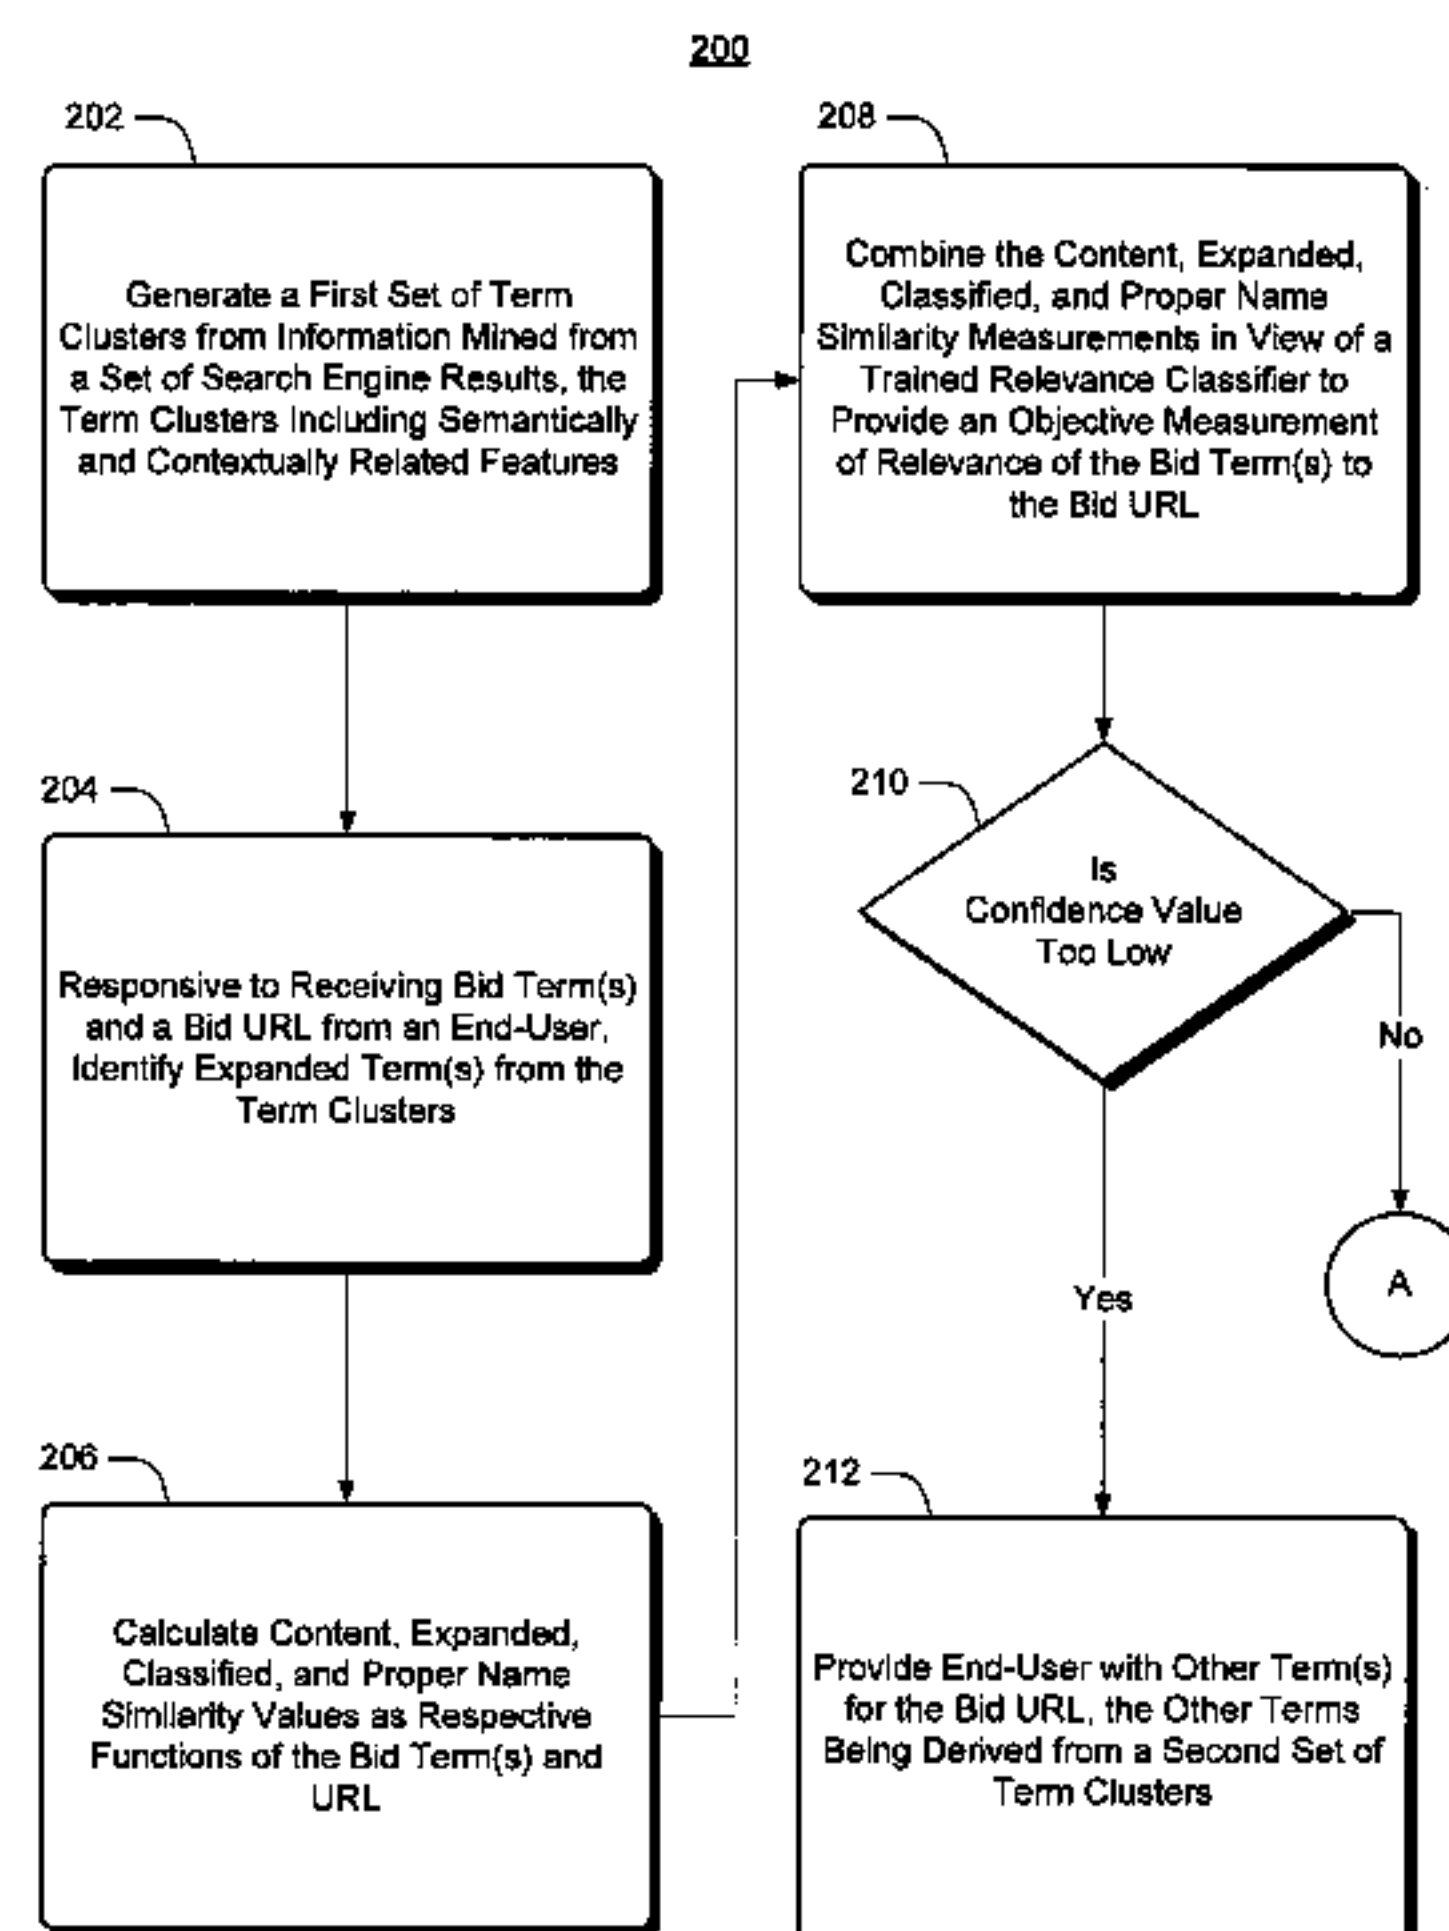 200
202
Generate a First Set of Term
Clusters from Information Mined from
a Set of Search Engine Results, the
Term Clusters Including Semantically
and Contextually Related Features
204
Responsive to Receiving Bid Term(s)
and a Bid URL from an End-User,
Identify Expanded Term(s) from the
Term Clusters
206
Calculate Content, Expanded,
Classified, and Proper Name
Similarity Values as Respective
Functions of the Bid Term(s) and
URL
208
Combine the Content, Expanded,
Classified, and Proper Name
Similarity Measurements in View of a
Trained Relevance Classifier to
Provide an Objective Measurement
of Relevance of the Bid Term(s) to
the Bid URL
210
Is
Confidence Value
Too Low
No
A
Yes
212
Provide End-User with Other Term(s)
for the Bid URL, the Other Terms
Being Derived from a Second Set of
Term Clusters